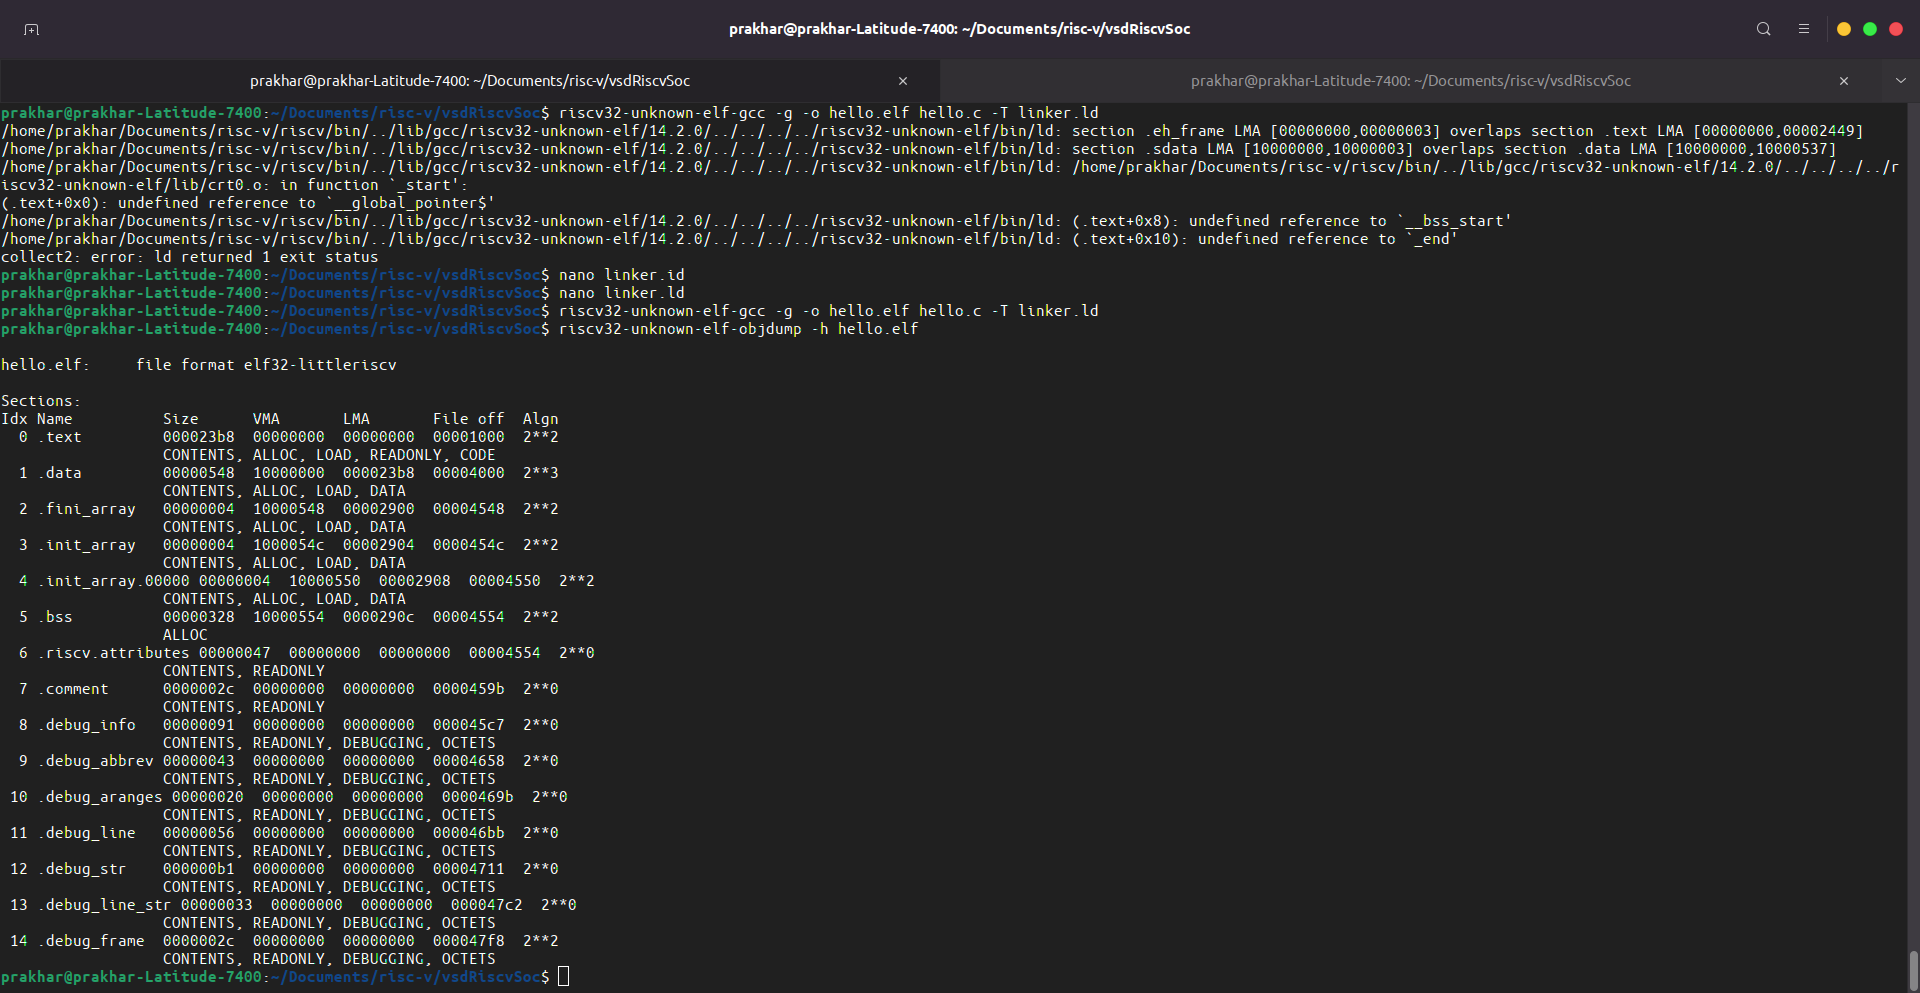 prakhar@prakhar-Latitude-7400: ~/Documents/risc-v/vsdRiscvSoc
prakhar@prakhar-Latitude-7400: ~/Documents/risc-v/vsdRiscvSoc
prakhar@prakhar-Latitude-7400: ~/Documents/risc-v/vsdRiscvSoc
prakhar@prakhar-Latitude-7400:~/Documents/risc-v/vsdRiscvSoc$ riscv32-unknown-elf-gcc -g -o hello.elf hello.c -T linker.ld
/home/prakhar/Documents/risc-v/riscv/bin/../lib/gcc/riscv32-unknown-elf/14.2.0/../../../../riscv32-unknown-elf/bin/ld: section .eh_frame LMA [00000000,00000003] overlaps section .text LMA [00000000,00002449]
/home/prakhar/Documents/risc-v/riscv/bin/../lib/gcc/riscv32-unknown-elf/14.2.0/../../../../riscv32-unknown-elf/bin/ld: section .sdata LMA [10000000,10000003] overlaps section .data LMA [10000000,10000537]
/home/prakhar/Documents/risc-v/riscv/bin/../lib/gcc/riscv32-unknown-elf/14.2.0/../../../../riscv32-unknown-elf/bin/ld: /home/prakhar/Documents/risc-v/riscv/bin/../lib/gcc/riscv32-unknown-elf/14.2.0/../../../../r
iscv32-unknown-elf/lib/crt0.o: in function `_start':
(.text+0x0): undefined reference to `__global_pointer$'
/home/prakhar/Documents/risc-v/riscv/bin/../lib/gcc/riscv32-unknown-elf/14.2.0/../../../../riscv32-unknown-elf/bin/ld: (.text+0x8): undefined reference to `__bss_start'
/home/prakhar/Documents/risc-v/riscv/bin/../lib/gcc/riscv32-unknown-elf/14.2.0/../../../../riscv32-unknown-elf/bin/ld: (.text+0x10): undefined reference to `_end'
collect2: error: ld returned 1 exit status
prakhar@prakhar-Latitude-7400:~/Documents/risc-v/vsdRiscvSoc$ nano linker.id
prakhar@prakhar-Latitude-7400:~/Documents/risc-v/vsdRiscvSoc$ nano linker.ld
prakhar@prakhar-Latitude-7400:~/Documents/risc-v/vsdRiscvSoc$ riscv32-unknown-elf-gcc -g -o hello.elf hello.c -T linker.ld
prakhar@prakhar-Latitude-7400:~/Documents/risc-v/vsdRiscvSoc$ riscv32-unknown-elf-objdump -h hello.elf
hello.elf:     file format elf32-littleriscv
Sections:
Idx Name          Size      VMA       LMA       File off  Algn
  0 .text         000023b8  00000000  00000000  00001000  2**2
                  CONTENTS, ALLOC, LOAD, READONLY, CODE
  1 .data         00000548  10000000  000023b8  00004000  2**3
                  CONTENTS, ALLOC, LOAD, DATA
  2 .fini_array   00000004  10000548  00002900  00004548  2**2
                  CONTENTS, ALLOC, LOAD, DATA
  3 .init_array   00000004  1000054c  00002904  0000454c  2**2
                  CONTENTS, ALLOC, LOAD, DATA
  4 .init_array.00000 00000004  10000550  00002908  00004550  2**2
                  CONTENTS, ALLOC, LOAD, DATA
  5 .bss          00000328  10000554  0000290c  00004554  2**2
                  ALLOC
  6 .riscv.attributes 00000047  00000000  00000000  00004554  2**0
                  CONTENTS, READONLY
  7 .comment      0000002c  00000000  00000000  0000459b  2**0
                  CONTENTS, READONLY
  8 .debug_info   00000091  00000000  00000000  000045c7  2**0
                  CONTENTS, READONLY, DEBUGGING, OCTETS
  9 .debug_abbrev 00000043  00000000  00000000  00004658  2**0
                  CONTENTS, READONLY, DEBUGGING, OCTETS
 10 .debug_aranges 00000020  00000000  00000000  0000469b  2**0
                  CONTENTS, READONLY, DEBUGGING, OCTETS
 11 .debug_line   00000056  00000000  00000000  000046bb  2**0
                  CONTENTS, READONLY, DEBUGGING, OCTETS
 12 .debug_str    000000b1  00000000  00000000  00004711  2**0
                  CONTENTS, READONLY, DEBUGGING, OCTETS
 13 .debug_line_str 00000033  00000000  00000000  000047c2  2**0
                  CONTENTS, READONLY, DEBUGGING, OCTETS
 14 .debug_frame  0000002c  00000000  00000000  000047f8  2**2
                  CONTENTS, READONLY, DEBUGGING, OCTETS
prakhar@prakhar-Latitude-7400:~/Documents/risc-v/vsdRiscvSoc$